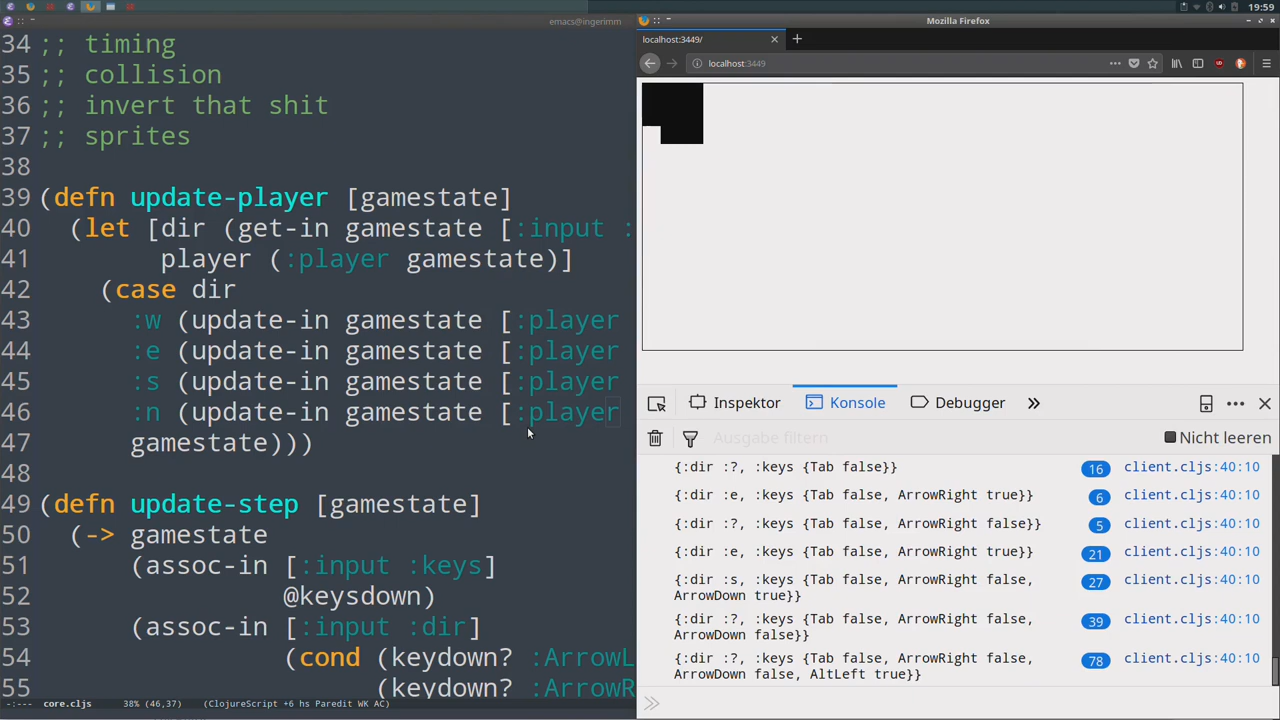 19:59
emacs@ingerimm
Mozilla Firefox
34 ;; timing
35 ;; collision
36 ;; invert that shit
37 ;; sprites
38
39 (defn update-player [gamestate]
40 (let [dir (get-in gamestate [:input :
41 player (:player gamestate)]
42 (case dir
43 :w (update-in gamestate [:player
44 :e (update-in gamestate [:player
45 :s (update-in gamestate [:player
46 :n (update-in gamestate [:player
47 gamestate)))
48
49 (defn update-step [gamestate]
50 (-> gamestate
51 (assoc-in [:input :keys]
52 @keysdown)
53 (assoc-in [:input :dir]
54 (cond (keydown? :ArrowL
55 (keydown? :ArrowR
-:--- core.cljs 38% (46,37) (ClojureScript +6 hs Paredit WK AC)
localhost:3449/
localhost:3449
Inspektor Konsole Debugger
Ausgabe filtern Nicht leeren
{:dir :?, :keys {Tab false}} 16 client.cljs:40:10
{:dir :e, :keys {Tab false, ArrowRight true}} 6 client.cljs:40:10
{:dir :?, :keys {Tab false, ArrowRight false}} 5 client.cljs:40:10
{:dir :e, :keys {Tab false, ArrowRight true}} 21 client.cljs:40:10
{:dir :s, :keys {Tab false, ArrowRight false, 27 client.cljs:40:10
ArrowDown true}}
{:dir :?, :keys {Tab false, ArrowRight false, 39 client.cljs:40:10
ArrowDown false}}
{:dir :?, :keys {Tab false, ArrowRight false, 78 client.cljs:40:10
ArrowDown false, AltLeft true}}